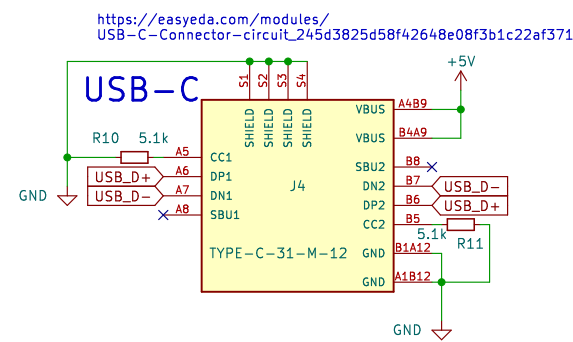 https://easyeda.com/modules/
USB-C-Connector-circuit_245d3825d58f42648e08f3b1c22af371
USB-C
+5V
S1 S2 S3 S4
SHIELD SHIELD SHIELD SHIELD
VBUS A4B9
VBUS B4A9
R10 5.1k A5 CC1
SBU2 B8
USB_D+ A6 DP1
J4
DN2 B7 USB_D-
USB_D- A7 DN1
DP2 B6 USB_D+
GND
A8 SBU1
CC2 B5
5.1k R11
TYPE-C-31-M-12
GND B1A12
GND A1B12
GND